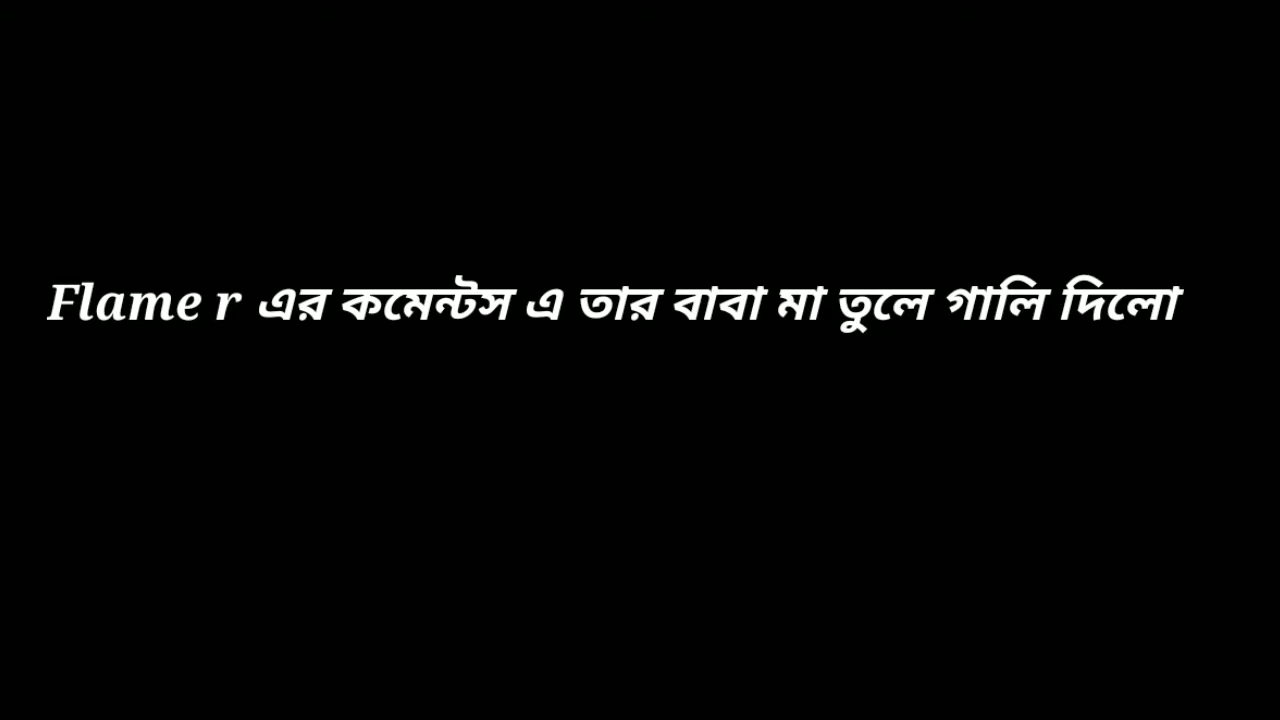 Flame r এর কমেন্টস এ তার বাবা মা তুলে গালি দিলো